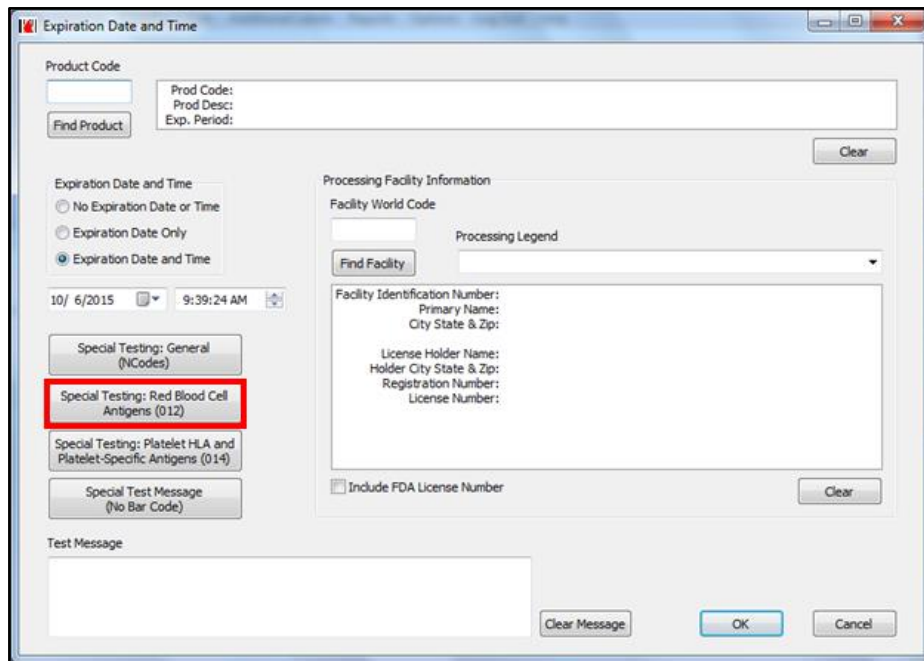 Expiration Date and Time
Product Code
Prod Code:
Prod Desc:
Exp. Period:
Find Product
Clear
Expiration Date and Time
No Expiration Date or Time
Expiration Date Only
Expiration Date and Time
10/ 6/2015
9:39:24 AM
Special Testing: General
(NCodes)
Special Testing: Red Blood Cell
Antigens (012)
Special Testing: Platelet HLA and
Platelet-Specific Antigens (014)
Special Test Message
(No Bar Code)
Processing Facility Information
Facility World Code
Processing Legend
Find Facility
Facility Identification Number:
Primary Name:
City State & Zip:
License Holder Name:
Holder City State & Zip:
Registration Number:
License Number:
Include FDA License Number
Clear
Test Message
Clear Message
OK
Cancel